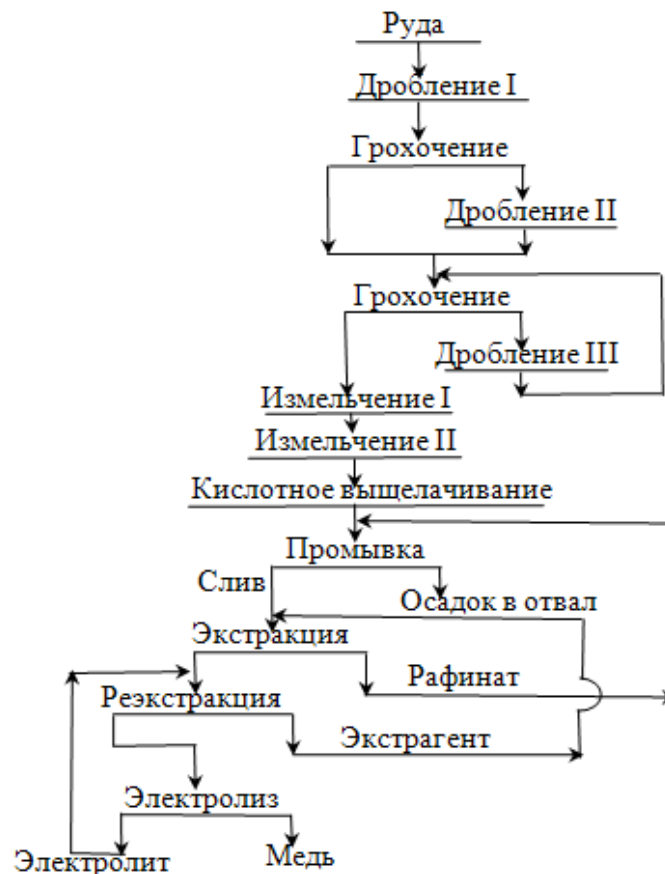 Руда
Дробление I
Грохочение
Дробление II
Грохочение
Дробление III
Измельчение I
Измельчение II
Кислотное выщелачивание
Промывка
Слив
Осадок в отвал
Экстракция
Рафинат
Реэкстракция
Экстрагент
Электролиз
Электролит
Медь